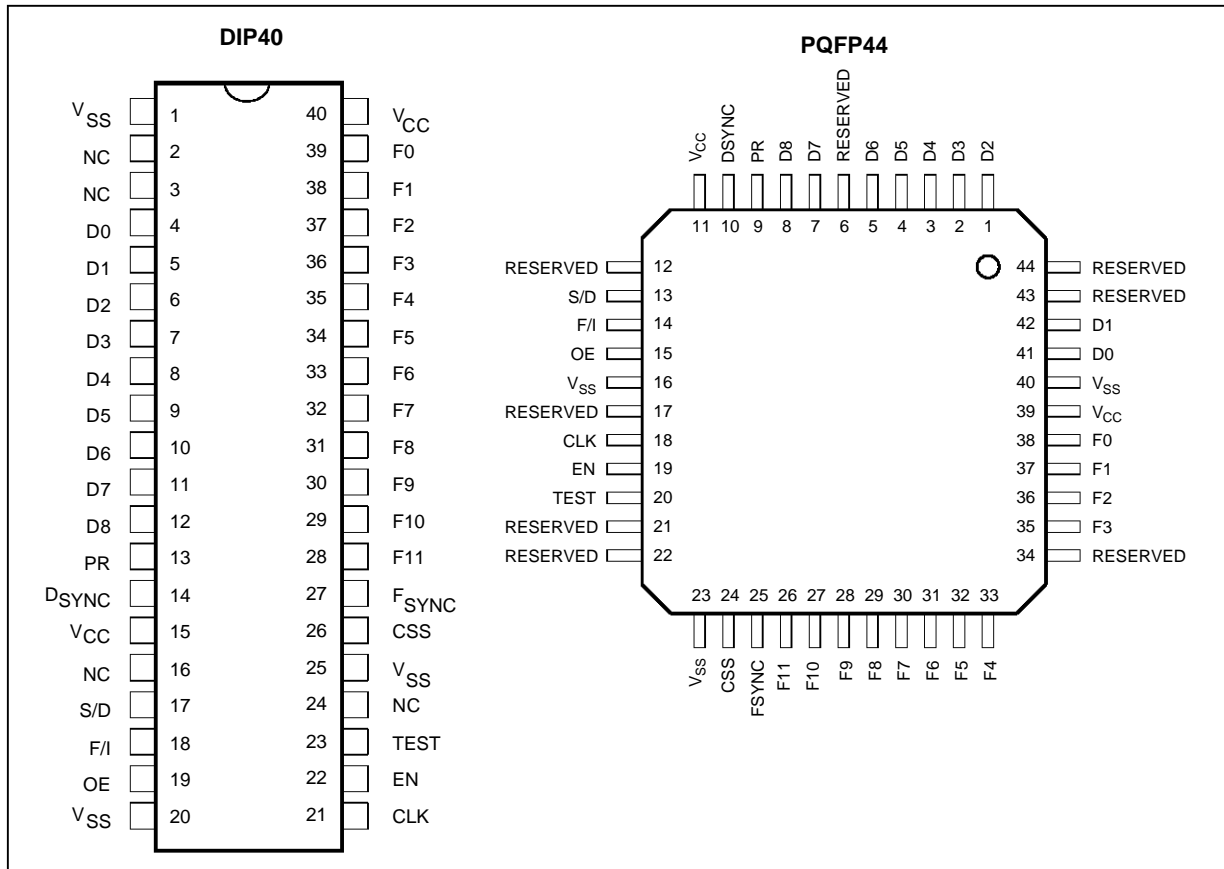 DIP40
VSS 1 40 VCC
NC 2 39 F0
NC 3 38 F1
D0 4 37 F2
D1 5 36 F3
D2 6 35 F4
D3 7 34 F5
D4 8 33 F6
D5 9 32 F7
D6 10 31 F8
D7 11 30 F9
D8 12 29 F10
PR 13 28 F11
DSYNC 14 27 FSYNC
VCC 15 26 CSS
NC 16 25 VSS
S/D 17 24 NC
F/I 18 23 TEST
OE 19 22 EN
VSS 20 21 CLK
PQFP44
VCC DSYNC PR D8 D7 RESERVED D6 D5 D4 D3 D2
11 10 9 8 7 6 5 4 3 2 1
RESERVED 12 44 RESERVED
S/D 13 43 RESERVED
F/I 14 42 D1
OE 15 41 D0
VSS 16 40 VSS
RESERVED 17 39 VCC
CLK 18 38 F0
EN 19 37 F1
TEST 20 36 F2
RESERVED 21 35 F3
RESERVED 22 34 RESERVED
23 24 25 26 27 28 29 30 31 32 33
VSS CSS FSYNC F11 F10 F9 F8 F7 F6 F5 F4